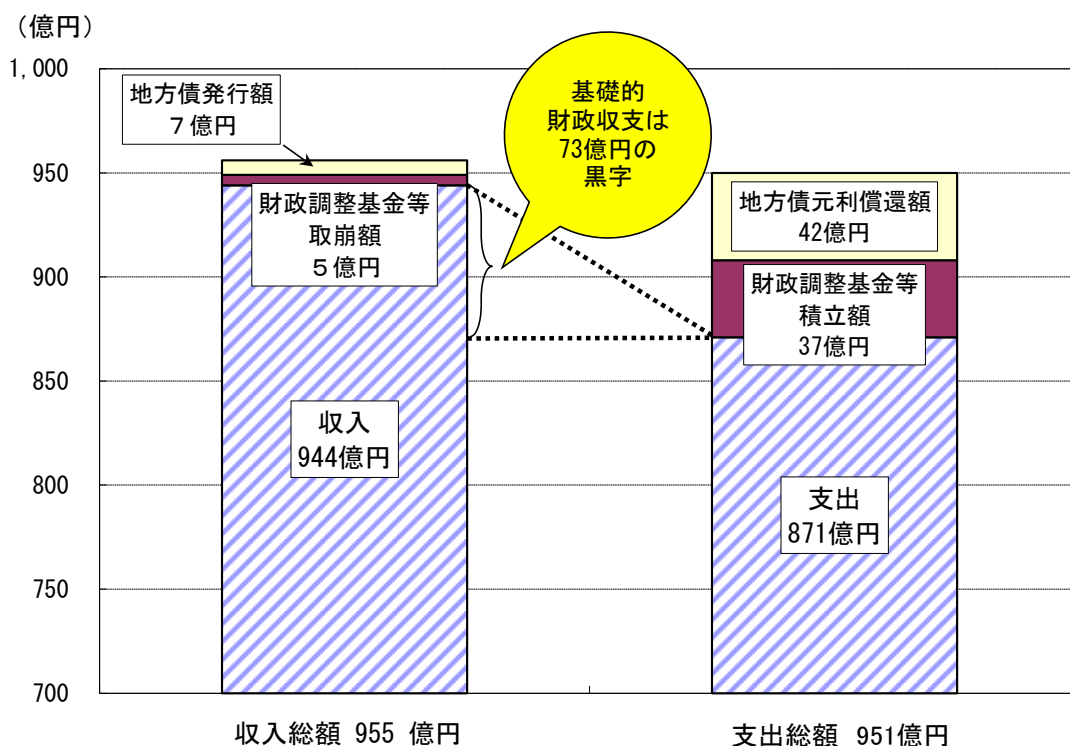 （億円）
1,000
950
900
850
800
750
700
地方債発行額
７億円
財政調整基金等
取崩額
５億円
収入
944億円
基礎的
財政収支は
73億円の
黒字
地方債元利償還額
42億円
財政調整基金等
積立額
37億円
支出
871億円
収入総額 955 億円
支出総額 951億円